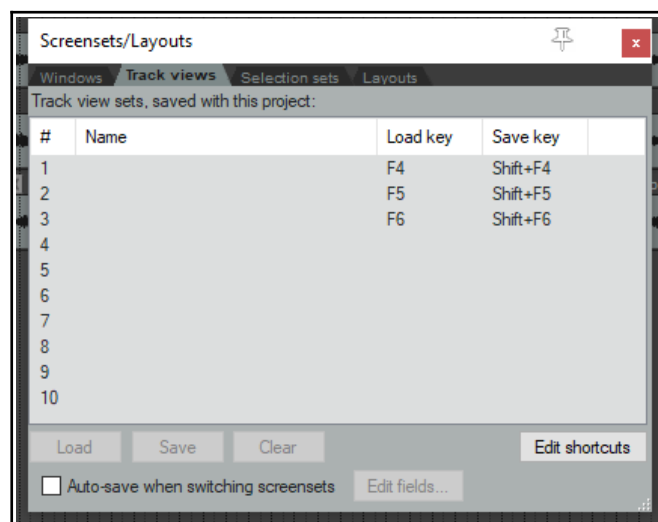 Screensets/Layouts x
Windows Track views Selection sets Layouts
Track view sets, saved with this project:
# Name Load key Save key
1 F4 Shift+F4
2 F5 Shift+F5
3 F6 Shift+F6
4
5
6
7
8
9
10
Load Save Clear Edit shortcuts
Auto-save when switching screensets Edit fields...